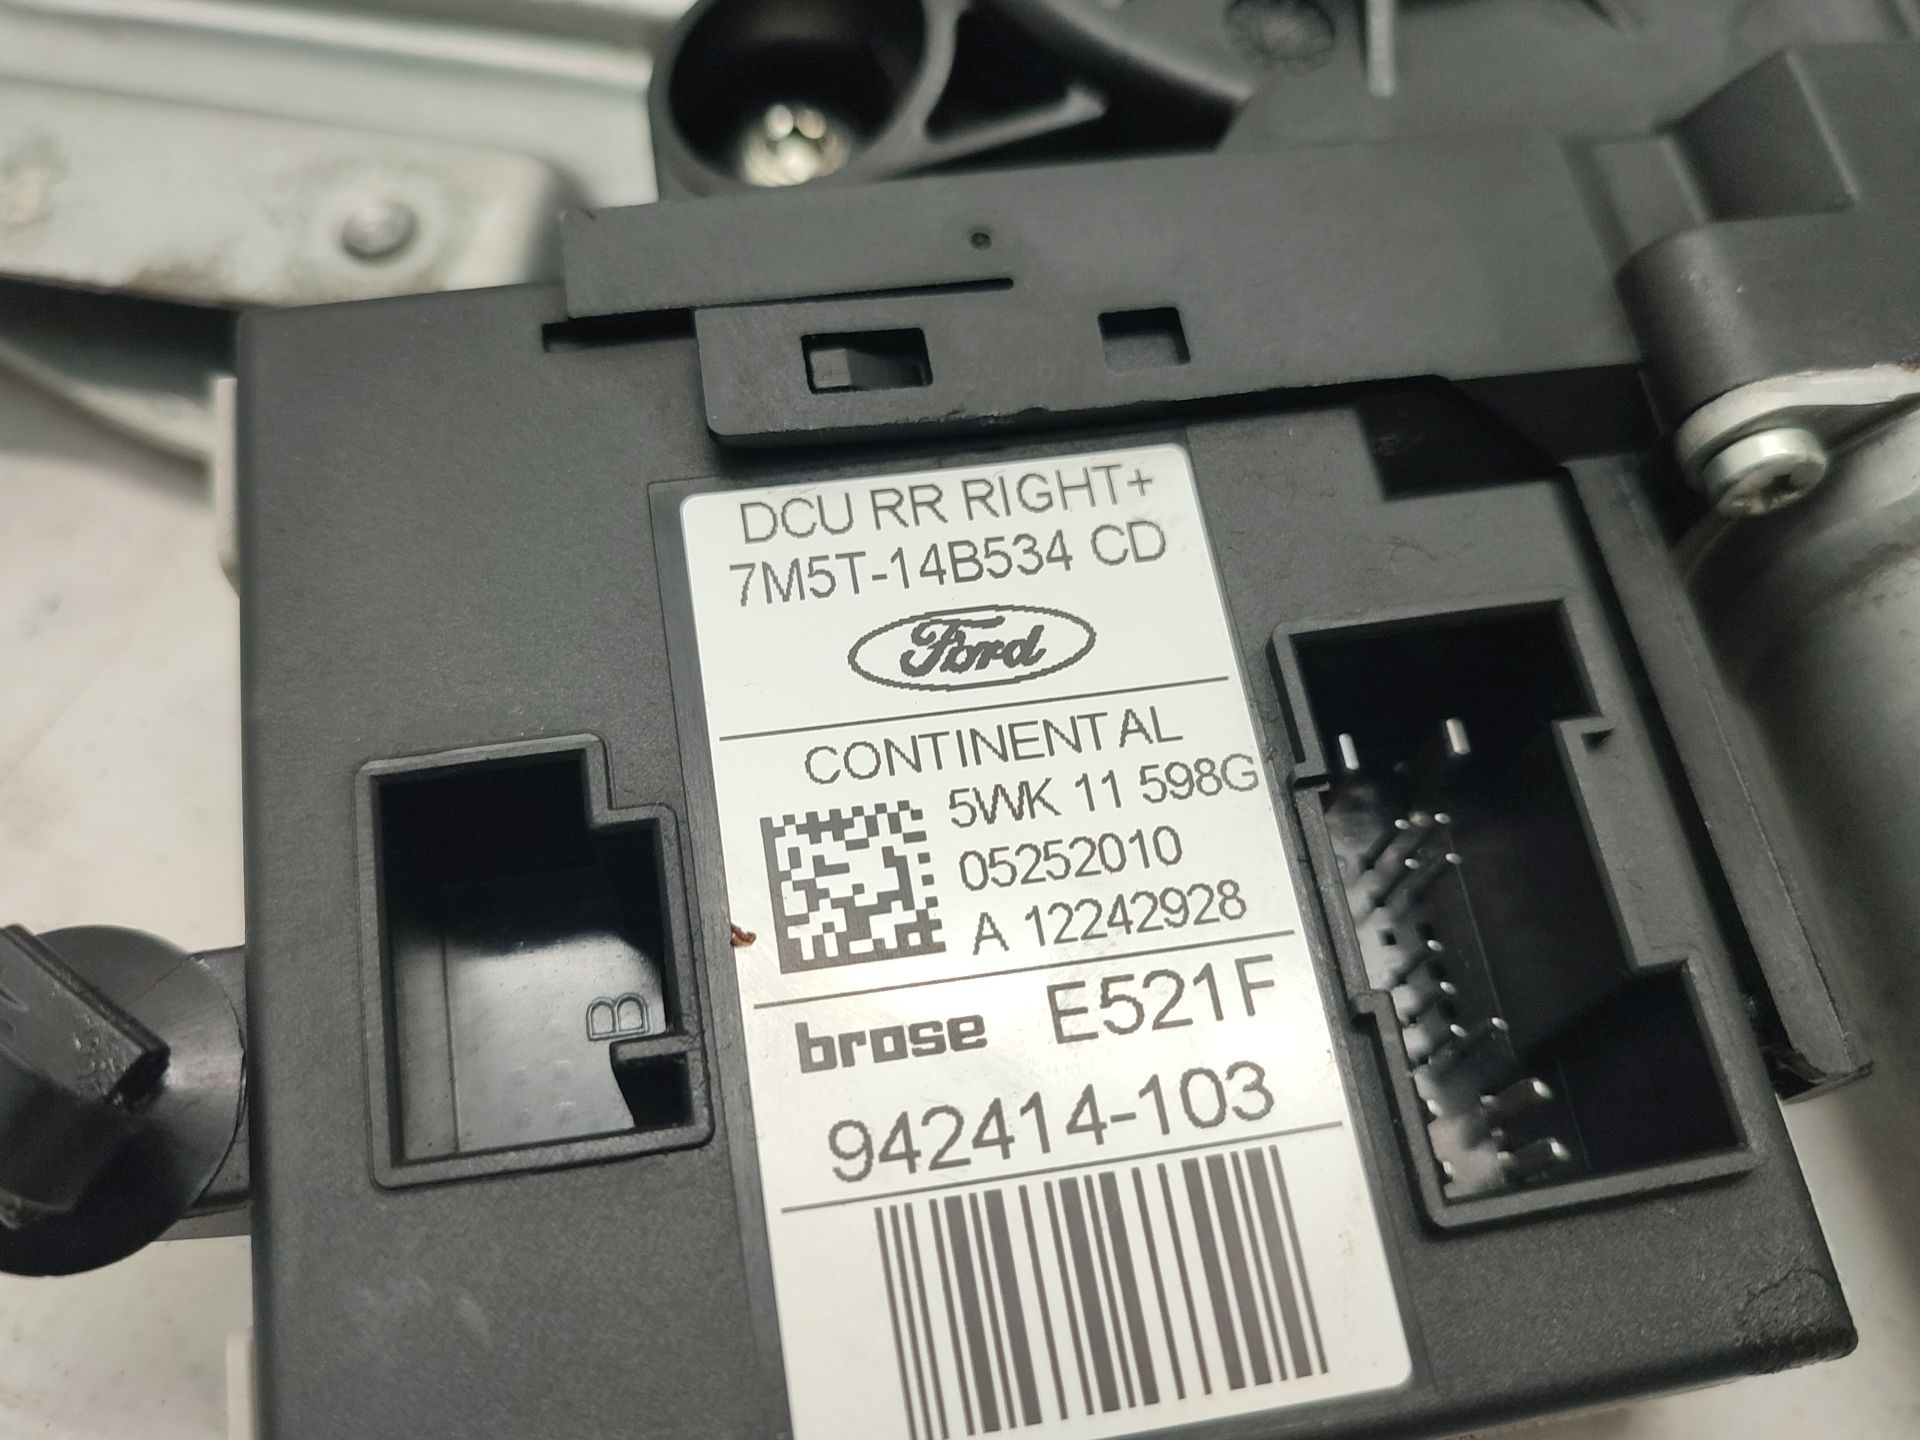 DCU RR RIGHT+
7M5T-14B534 CD
Ford
CONTINENTAL
5WK 11 598G
05252010
A 12242928
brose E521F
942414-103
B